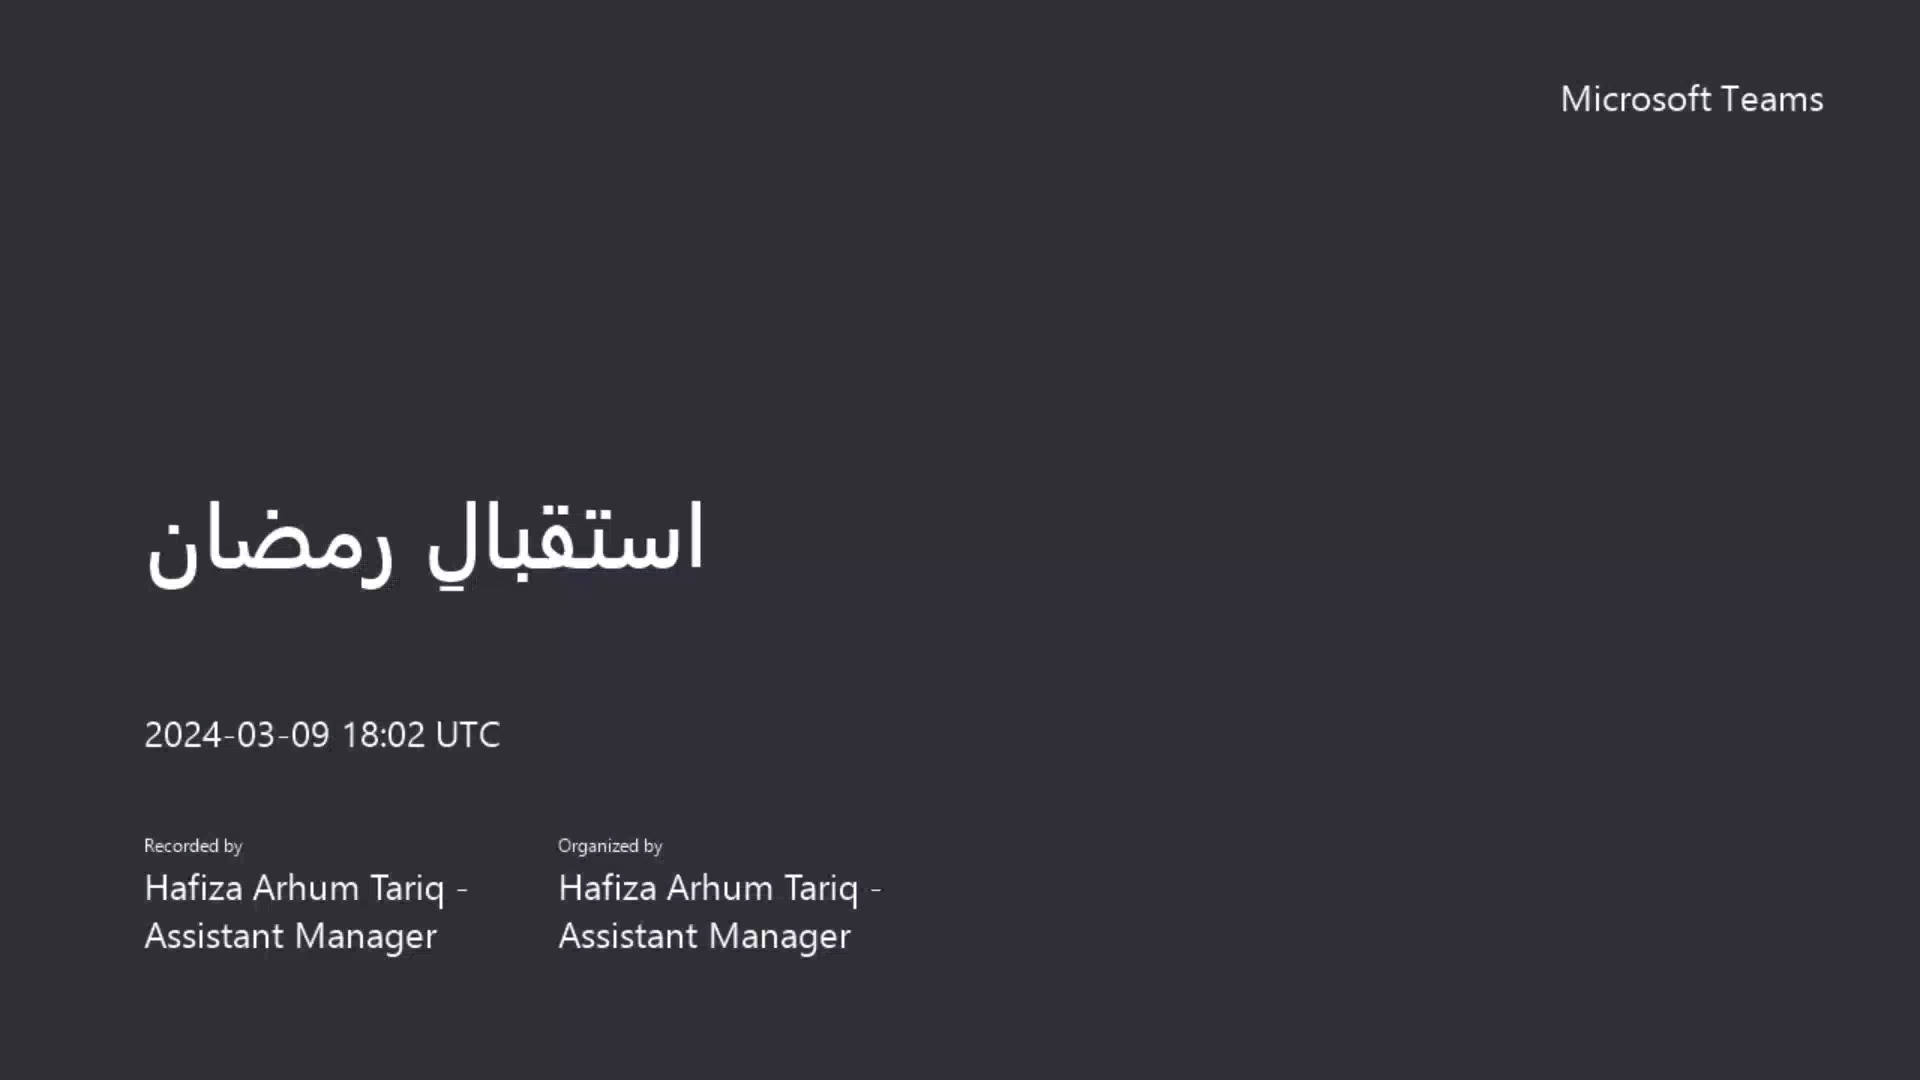 Microsoft Teams
استقبالِ رمضان
2024-03-09 18:02 UTC
Recorded by
Hafiza Arhum Tariq -
Assistant Manager
Organized by
Hafiza Arhum Tariq -
Assistant Manager